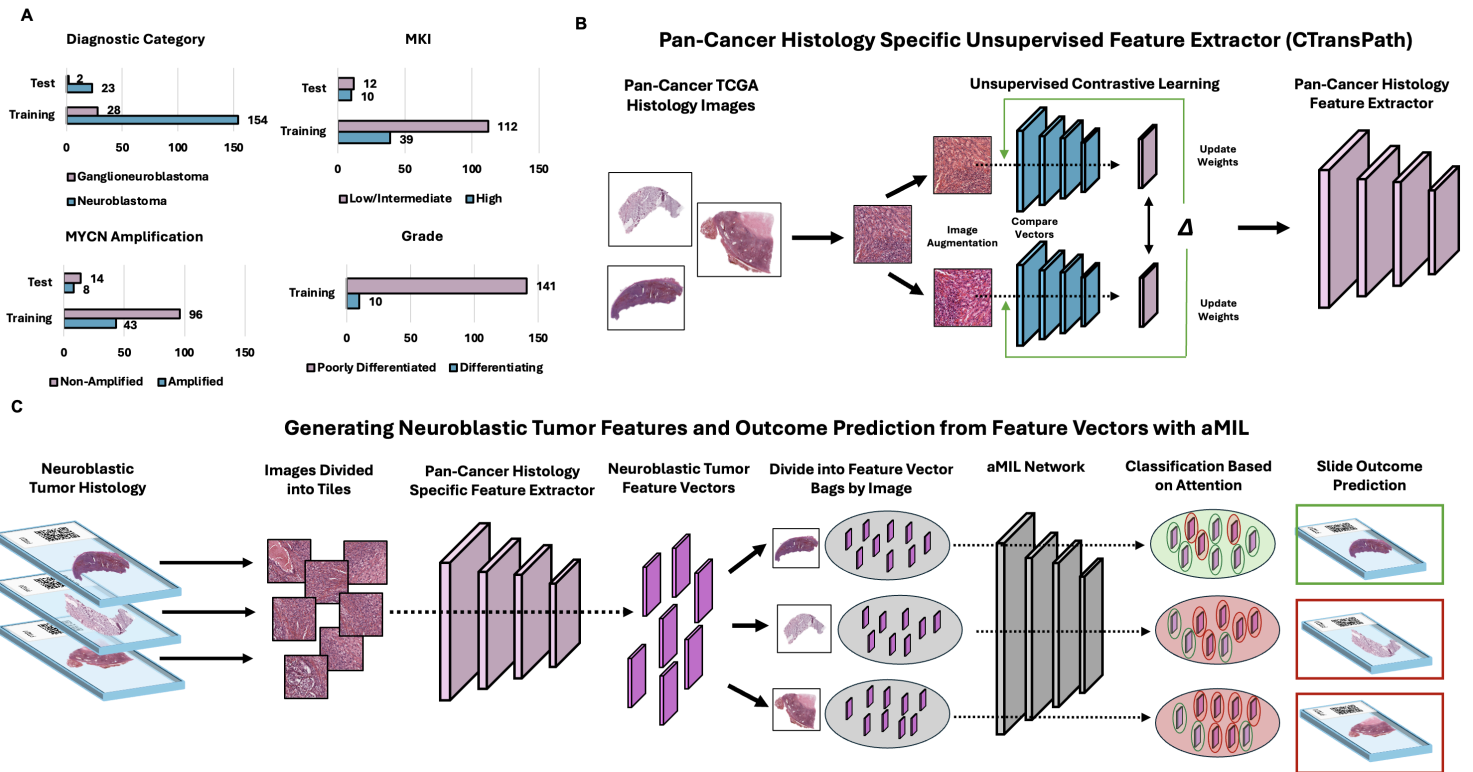 A
Diagnostic Category
Test
2
23
Training
28
154
0 50 100 150
Ganglioneuroblastoma
Neuroblastoma
MKI
Test
12
10
Training
112
39
0 50 100 150
Low/Intermediate High
MYCN Amplification
Test
14
8
Training
96
43
0 50 100 150
Non-Amplified Amplified
Grade
Training
141
10
0 50 100 150
Poorly Differentiated Differentiating
B
Pan-Cancer Histology Specific Unsupervised Feature Extractor (CTransPath)
Pan-Cancer TCGA
Histology Images
Unsupervised Contrastive Learning
Pan-Cancer Histology
Feature Extractor
Update
Weights
Image
Augmentation
Compare
Vectors
Δ
Update
Weights
C
Generating Neuroblastic Tumor Features and Outcome Prediction from Feature Vectors with aMIL
Neuroblastic
Tumor Histology
Images Divided
into Tiles
Pan-Cancer Histology
Specific Feature Extractor
Neuroblastic Tumor
Feature Vectors
Divide into Feature Vector
Bags by Image
aMIL Network
Classification Based
on Attention
Slide Outcome
Prediction